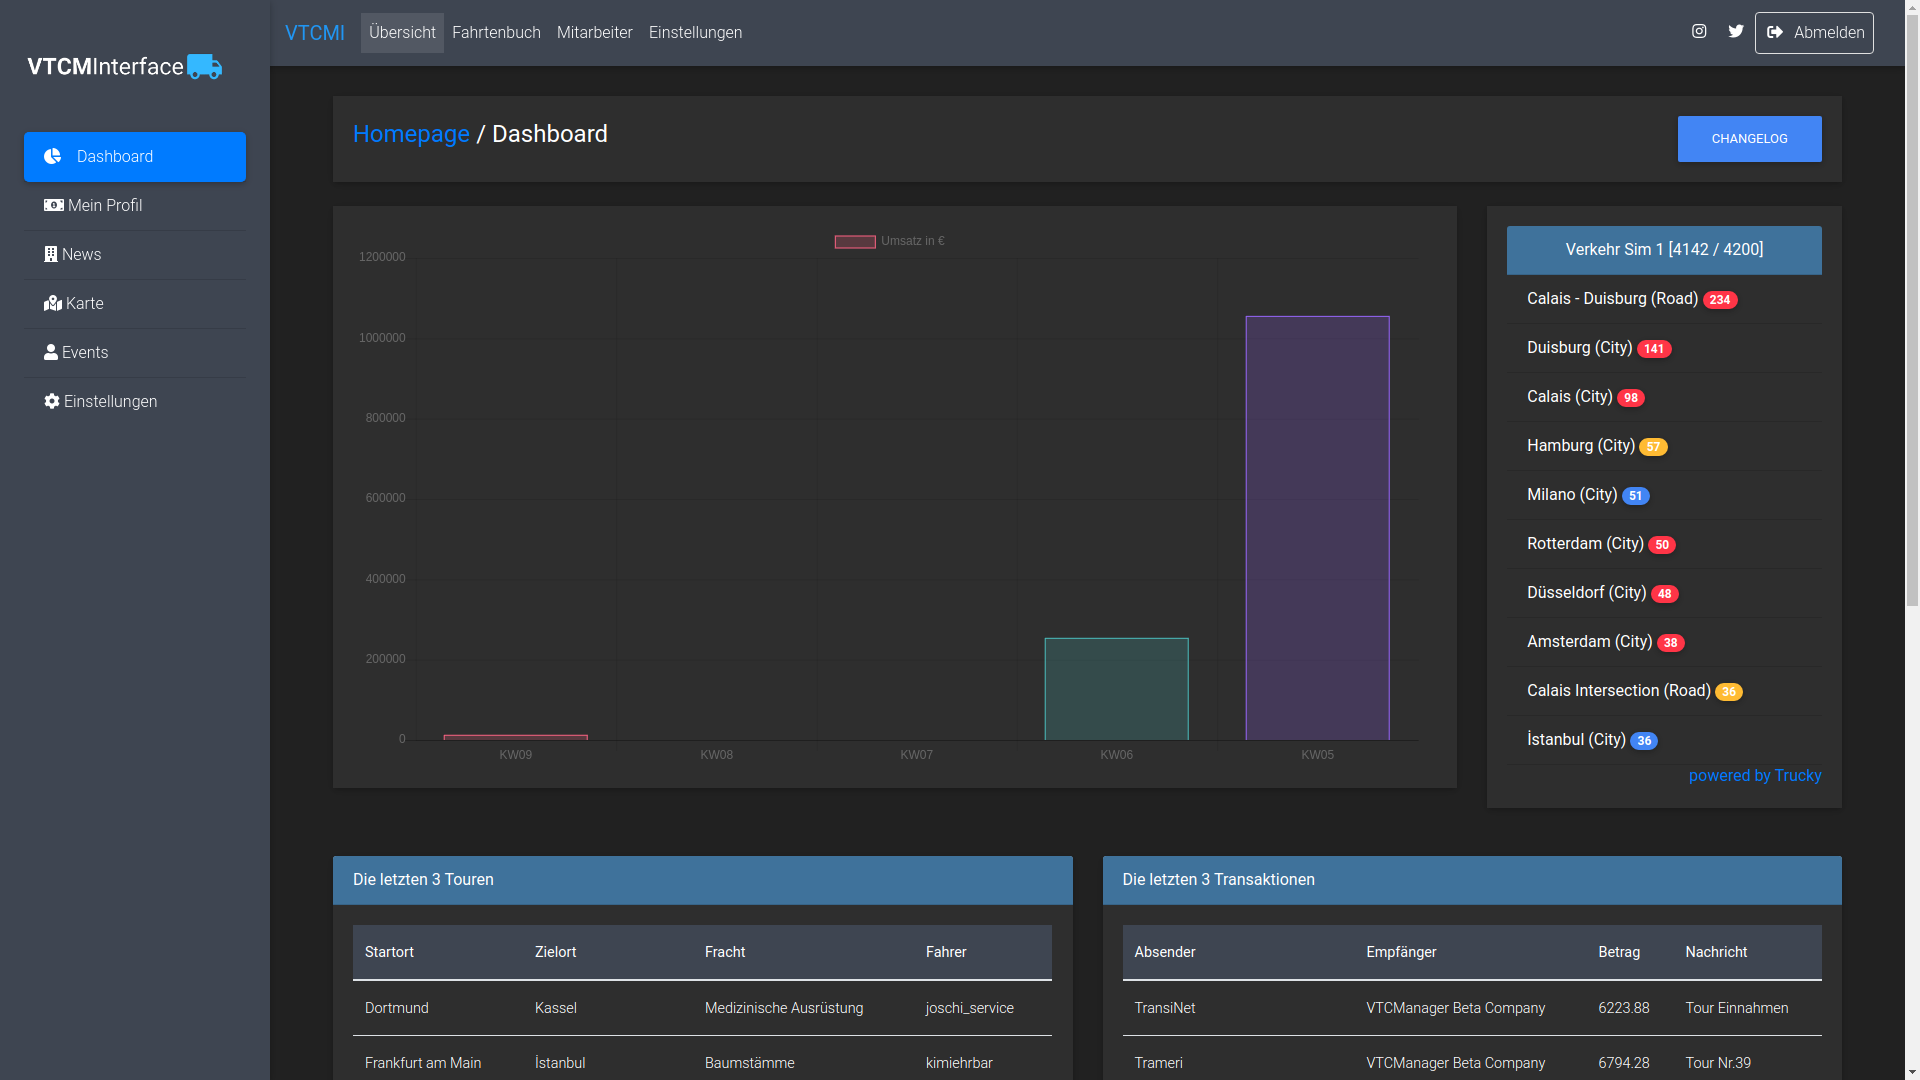 VTCMInterface
Dashboard
Mein Profil
News
Karte
Events
Einstellungen
VTCMI Übersicht Fahrtenbuch Mitarbeiter Einstellungen Abmelden
Homepage / Dashboard
CHANGELOG
Umsatz in €
1200000
1000000
800000
600000
400000
200000
0
KW09 KW08 KW07 KW06 KW05
Verkehr Sim 1 [4142 / 4200]
Calais - Duisburg (Road) 234
Duisburg (City) 141
Calais (City) 98
Hamburg (City) 57
Milano (City) 51
Rotterdam (City) 50
Düsseldorf (City) 48
Amsterdam (City) 38
Calais Intersection (Road) 36
İstanbul (City) 36
powered by Trucky
Die letzten 3 Touren
Startort Zielort Fracht Fahrer
Dortmund Kassel Medizinische Ausrüstung joschi_service
Frankfurt am Main İstanbul Baumstämme kimiehrbar
Die letzten 3 Transaktionen
Absender Empfänger Betrag Nachricht
TransiNet VTCManager Beta Company 6223.88 Tour Einnahmen
Trameri VTCManager Beta Company 6794.28 Tour Nr.39